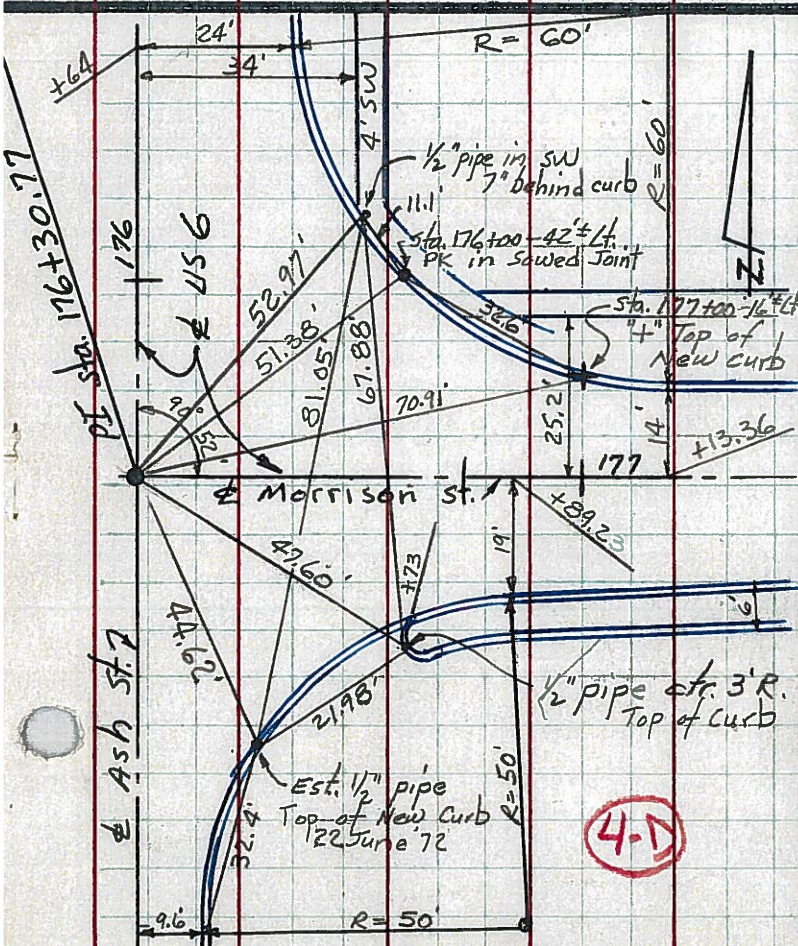 24'
R= 60'
+64
34'
4' SW
R=60'
PI Sta. 176+30.77
176
℄ US 6
1/2" pipe in SW
7" behind curb
11.1'
Sta. 176+00-42'± Lt.
PK in Sawed Joint
52.97'
51.38'
81.05'
67.88'
70.91'
32.6'
Sta. 177+00-16'± Lt
"+" Top of
New Curb
N
90°
52'
25.2'
14'
+13.36
177
℄ Morrison St.
+89.23
47.60'
+73
19'
6'
44.62'
21.98'
℄ Ash St.
1/2" pipe ctr. 3' R.
Top of Curb
Est. 1/2" pipe
Top of New Curb
22 June '72
32.4'
R=50'
4-D
9.6'
R= 50'